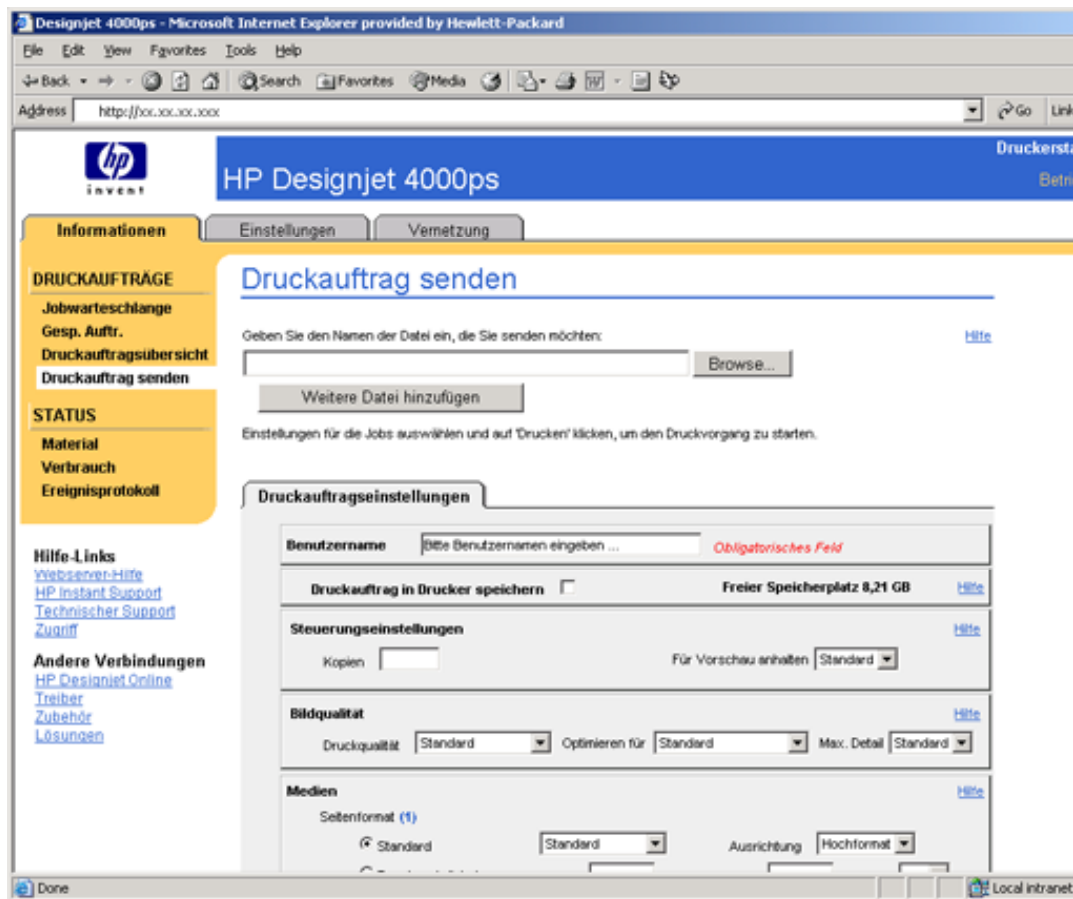 Designjet 4000ps - Microsoft Internet Explorer provided by Hewlett-Packard
File Edit View Favorites Tools Help
Back Search Favorites Media
Address http://xx.xx.xx.xxx Go Link
hp
invent
HP Designjet 4000ps
Druckersta
Betri
Informationen Einstellungen Vernetzung
DRUCKAUFTRÄGE
Jobwarteschlange
Gesp. Auftr.
Druckauftragsübersicht
Druckauftrag senden
STATUS
Material
Verbrauch
Ereignisprotokoll
Hilfe-Links
Webserver-Hilfe
HP Instant Support
Technischer Support
Zugriff
Andere Verbindungen
HP Designjet Online
Treiber
Zubehör
Lösungen
Druckauftrag senden
Geben Sie den Namen der Datei ein, die Sie senden möchten: Hilfe
Browse...
Weitere Datei hinzufügen
Einstellungen für die Jobs auswählen und auf 'Drucken' klicken, um den Druckvorgang zu starten.
Druckauftragseinstellungen
Benutzername Bitte Benutzernamen eingeben ... Obligatorisches Feld
Druckauftrag in Drucker speichern Freier Speicherplatz 8,21 GB Hilfe
Steuerungseinstellungen Hilfe
Kopien Für Vorschau anhalten Standard
Bildqualität Hilfe
Druckqualität Standard Optimieren für Standard Max. Detail Standard
Medien Hilfe
Seitenformat (1)
Standard Standard Ausrichtung Hochformat
Done Local intranet